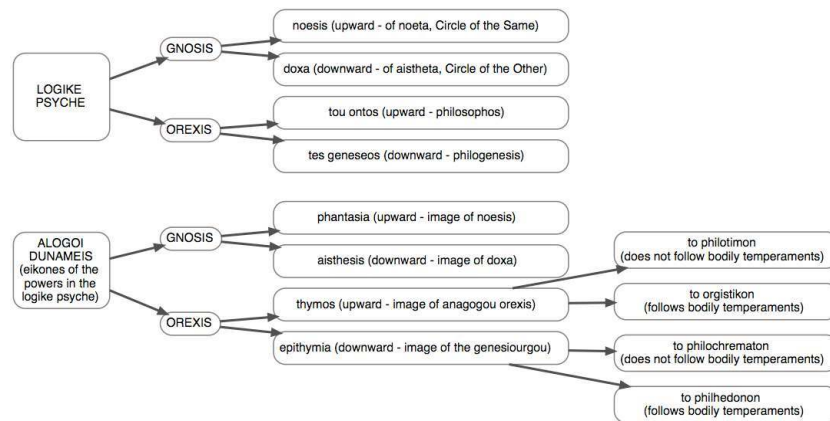 noesis (upward - of noeta, Circle of the Same)
GNOSIS
doxa (downward - of aistheta, Circle of the Other)
LOGIKE
PSYCHE
tou ontos (upward - philosophos)
OREXIS
tes geneseos (downward - philogenesis)
phantasia (upward - image of noesis)
GNOSIS
aisthesis (downward - image of doxa)
ALOGOI
DUNAMEIS
(eikones of the
powers in the
logike psyche)
thymos (upward - image of anagogou orexis)
OREXIS
epithymia (downward - image of the genesiourgou)
to philotimon
(does not follow bodily temperaments)
to orgistikon
(follows bodily temperaments)
to philochrematon
(does not follow bodily temperaments)
to philhedonon
(follows bodily temperaments)